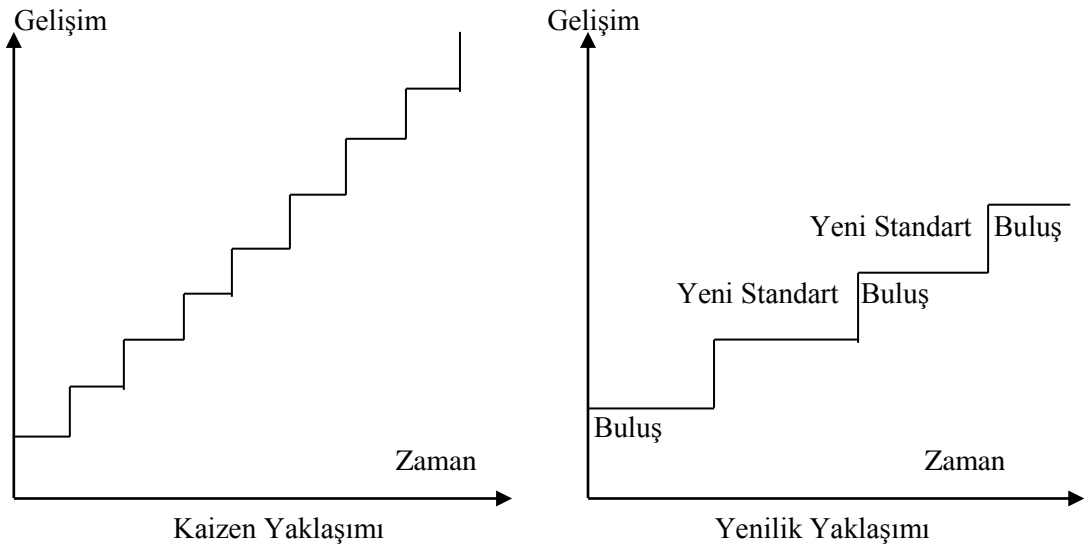 Gelişim
Gelişim
Yeni Standart
Buluş
Yeni Standart
Buluş
Buluş
Zaman
Zaman
Kaizen Yaklaşımı
Yenilik Yaklaşımı